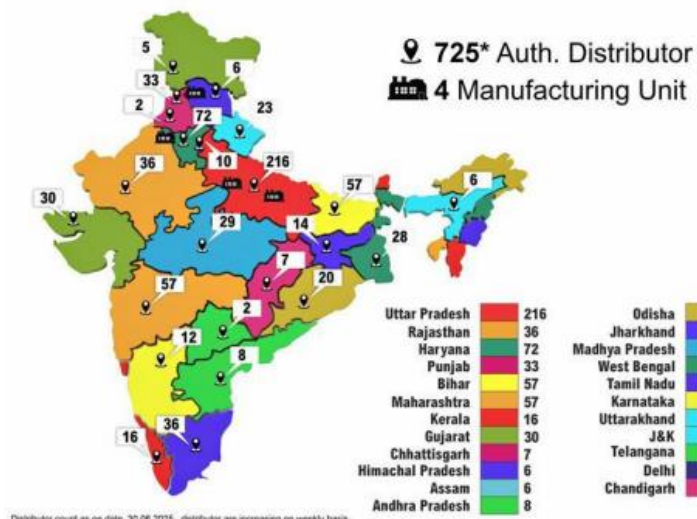 725* Auth. Distributor
4 Manufacturing Unit
5
6
33
2
72
23
10
36
216
6
57
30
29
14
28
7
20
57
2
12
8
36
16
Uttar Pradesh 216
Rajasthan 36
Haryana 72
Punjab 33
Bihar 57
Maharashtra 57
Kerala 16
Gujarat 30
Chhattisgarh 7
Himachal Pradesh 6
Assam 6
Andhra Pradesh 8
Odisha
Jharkhand
Madhya Pradesh
West Bengal
Tamil Nadu
Karnataka
Uttarakhand
J&K
Telangana
Delhi
Chandigarh